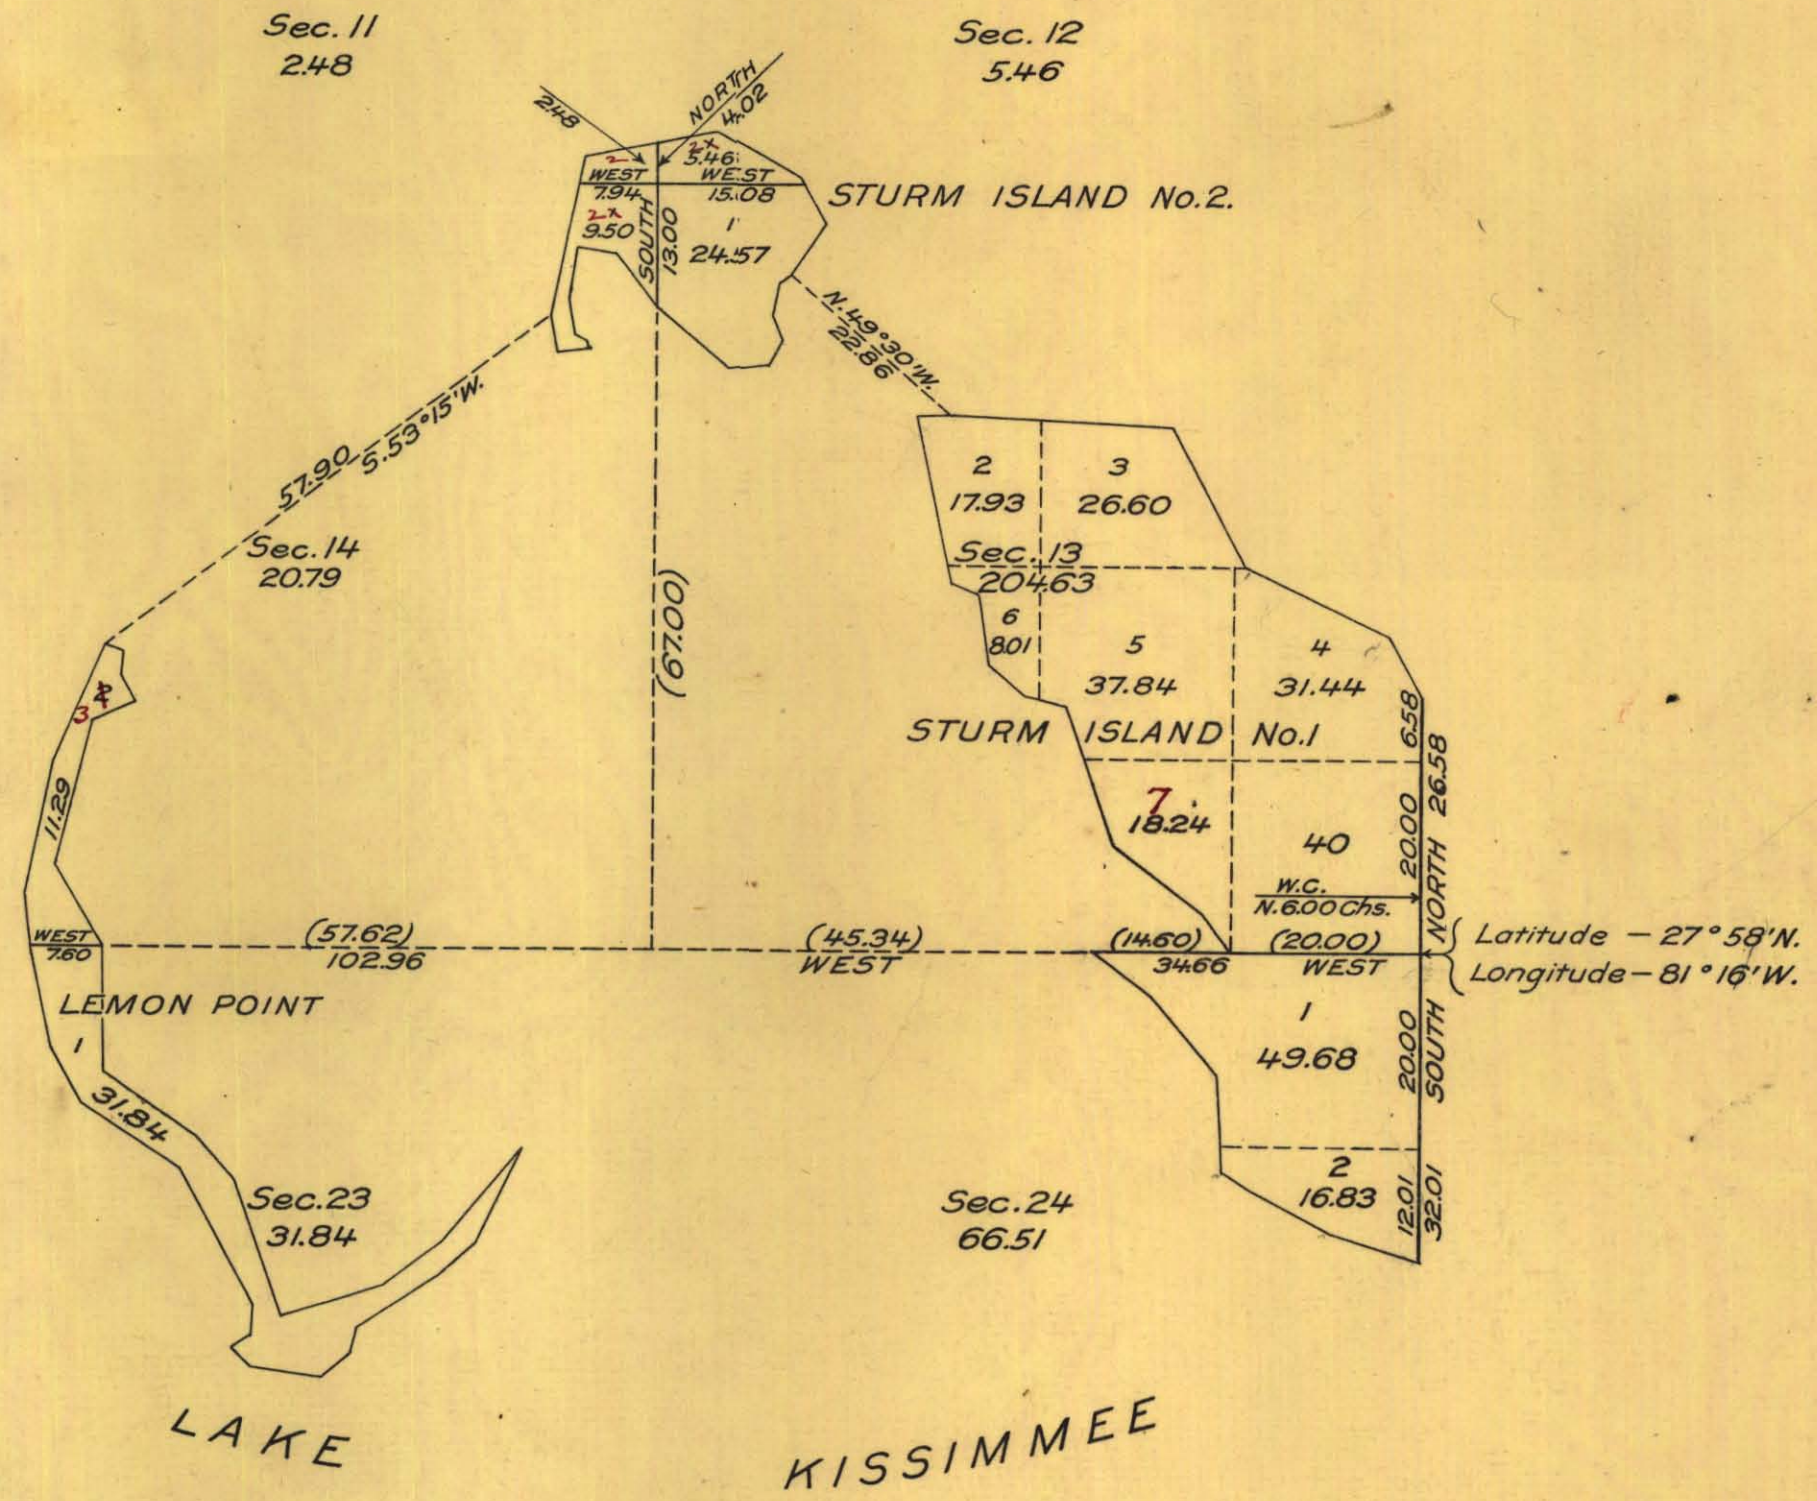 Sec. 11
2.48
Sec. 12
5.46
2.48
NORTH
4.02
2
2x
5.46
WEST
WEST
7.94
15.08
STURM ISLAND No.2.
2x
9.50
SOUTH
13.00
1
24.57
N.49°30'W.
22.86
57.90
S.53°15'W.
2
17.93
3
26.60
Sec. 14
20.79
Sec. 13
204.63
(67.00)
6
8.01
5
37.84
4
31.44
3
6.58
STURM ISLAND No.1
NORTH 26.58
11.29
7
18.24
40
20.00
W.C.
N.6.00 Chs.
WEST
7.60
(57.62)
102.96
(45.34)
WEST
(14.60)
34.66
(20.00)
WEST
Latitude – 27°58'N.
Longitude – 81°16'W.
LEMON POINT
1
31.84
1
49.68
20.00
SOUTH
2
16.83
12.01
32.01
Sec. 23
31.84
Sec. 24
66.51
LAKE
KISSIMMEE